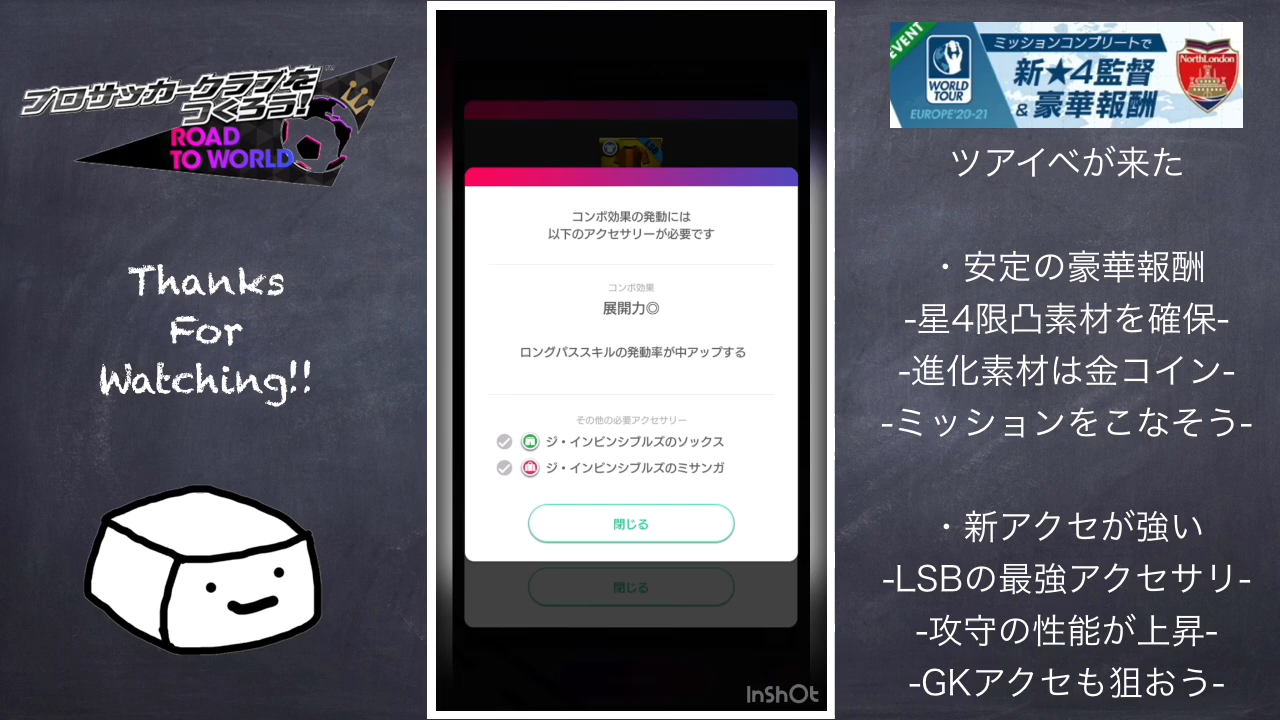 プロサッカークラブを
つくろう!
ROAD
TO WORLD
Thanks
For
Watching!!
LSB
コンボ効果の発動には
以下のアクセサリーが必要です
コンボ効果
展開力◎
ロングパススキルの発動率が中アップする
その他の必要アクセサリー
ジ・インビンシブルズのソックス
ジ・インビンシブルズのミサンガ
閉じる
閉じる
InShOt
EVENT
WORLD
TOUR
EUROPE'20-21
ミッションコンプリートで
新★4監督
&豪華報酬
NorthLondon
ツアイベが来た
・安定の豪華報酬
-星4限凸素材を確保-
-進化素材は金コイン-
-ミッションをこなそう-
・新アクセが強い
-LSBの最強アクセサリ-
-攻守の性能が上昇-
-GKアクセも狙おう-